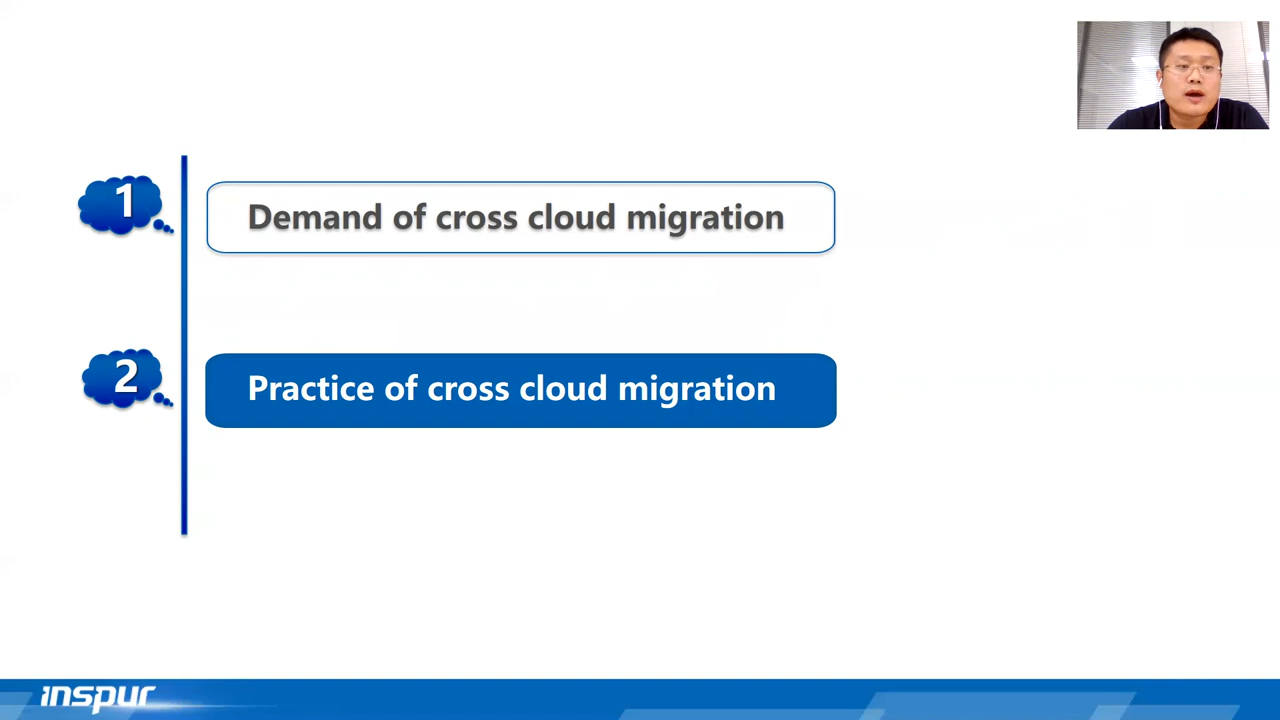 1
Demand of cross cloud migration
2
Practice of cross cloud migration
inspur